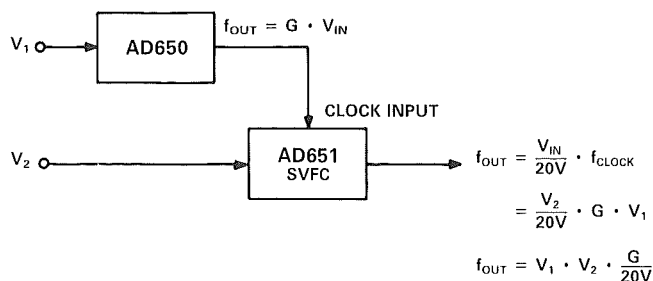 f_OUT = G · V_IN
V₁
AD650
CLOCK INPUT
V₂
AD651
SVFC
f_OUT = V_IN/20V · f_CLOCK
= V₂/20V · G · V₁
f_OUT = V₁ · V₂ · G/20V